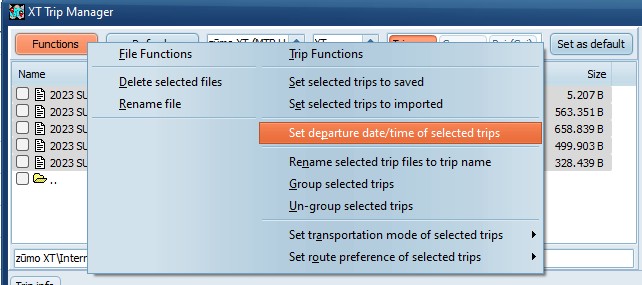 XT Trip Manager
Functions
Set as default
File Functions
Trip Functions
Name
Size
Delete selected files
Set selected trips to saved
Rename file
Set selected trips to imported
2023 SU
5.207 B
2023 SU
563.351 B
2023 SU
Set departure date/time of selected trips
658.839 B
2023 SU
499.903 B
2023 SU
Rename selected trip files to trip name
328.439 B
..
Group selected trips
Un-group selected trips
Set transportation mode of selected trips
zūmo XT\Intern
Set route preference of selected trips
Trip info